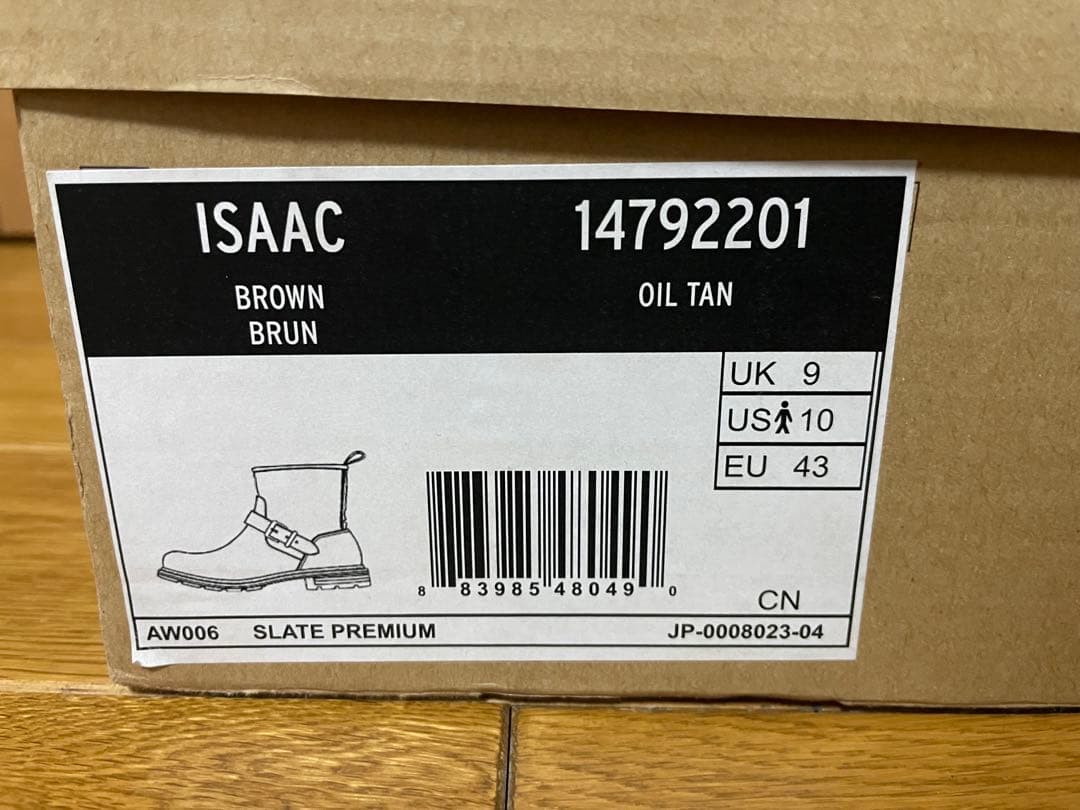 ISAAC 14792201
BROWN OIL TAN
BRUN
UK 9
US 10
EU 43
8 83985 48049 0
CN
AW006 SLATE PREMIUM JP-0008023-04